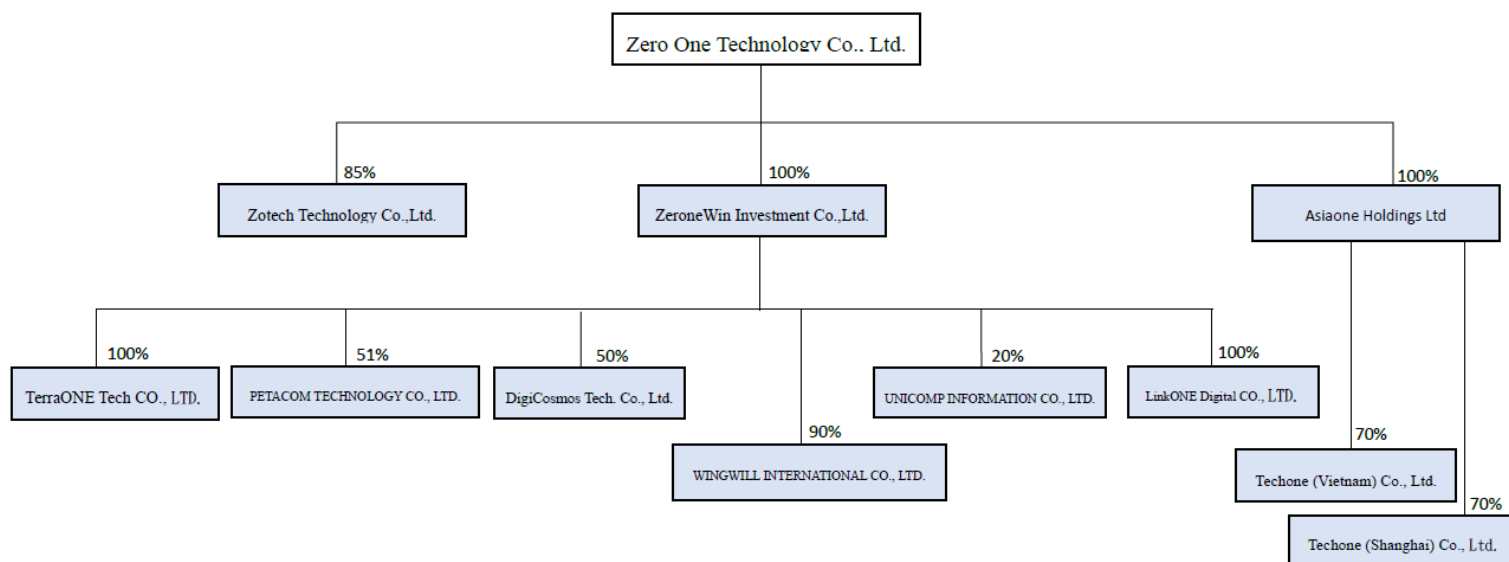 Zero One Technology Co., Ltd.
85%
100%
100%
Zotech Technology Co.,Ltd.
ZeroneWin Investment Co.,Ltd.
Asiaone Holdings Ltd
100%
51%
50%
20%
100%
TerraONE Tech CO., LTD.
PETACOM TECHNOLOGY CO., LTD.
DigiCosmos Tech. Co., Ltd.
UNICOMP INFORMATION CO., LTD.
LinkONE Digital CO., LTD.
90%
70%
WINGWILL INTERNATIONAL CO., LTD.
Techone (Vietnam) Co., Ltd.
70%
Techone (Shanghai) Co., Ltd.